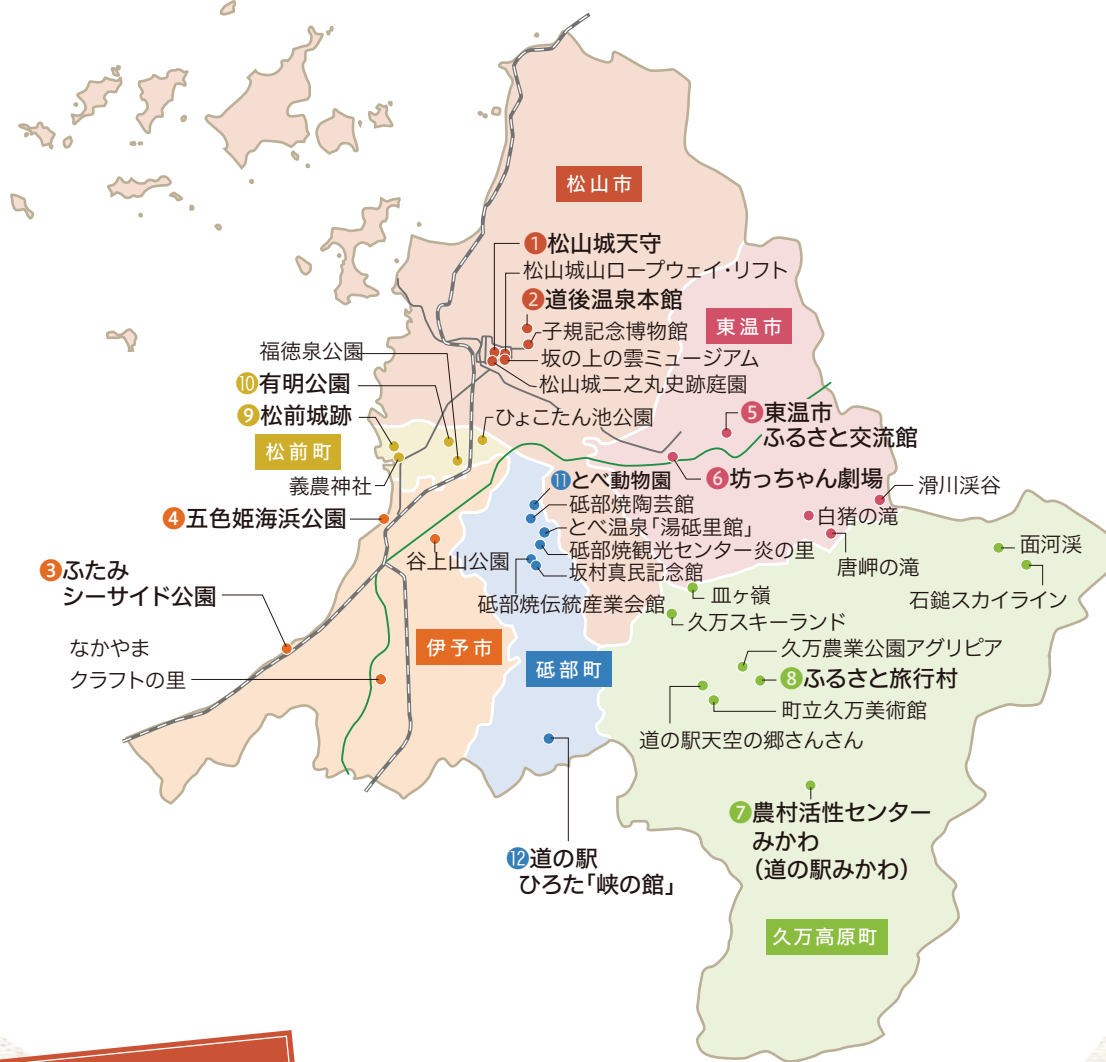 松山市
❶松山城天守
松山城山ロープウェイ・リフト
❷道後温泉本館
子規記念博物館
坂の上の雲ミュージアム
松山城二之丸史跡庭園
東温市
福徳泉公園
❿有明公園
❾松前城跡
ひょこたん池公園
松前町
義農神社
❺東温市
ふるさと交流館
❻坊っちゃん劇場
滑川渓谷
白猪の滝
唐岬の滝
⓫とべ動物園
砥部焼陶芸館
とべ温泉「湯砥里館」
砥部焼観光センター炎の里
坂村真民記念館
砥部焼伝統産業会館
❹五色姫海浜公園
谷上山公園
❸ふたみ
シーサイド公園
なかやま
クラフトの里
伊予市
砥部町
面河渓
石鎚スカイライン
皿ヶ嶺
久万スキーランド
久万農業公園アグリピア
❽ふるさと旅行村
町立久万美術館
道の駅天空の郷さんさん
❼農村活性センター
みかわ
(道の駅みかわ)
⓬道の駅
ひろた「峡の館」
久万高原町